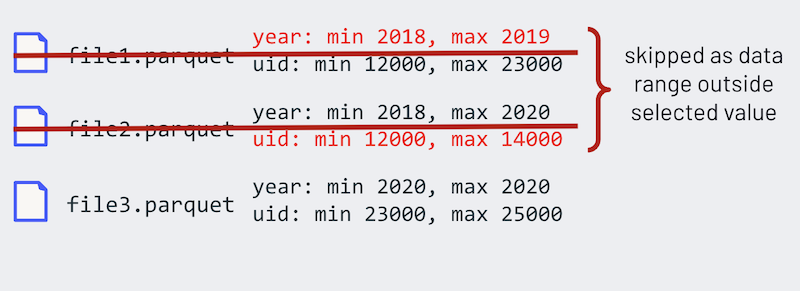 file1.parquet
year: min 2018, max 2019
uid: min 12000, max 23000
file2.parquet
year: min 2018, max 2020
uid: min 12000, max 14000
file3.parquet
year: min 2020, max 2020
uid: min 23000, max 25000
skipped as data
range outside
selected value